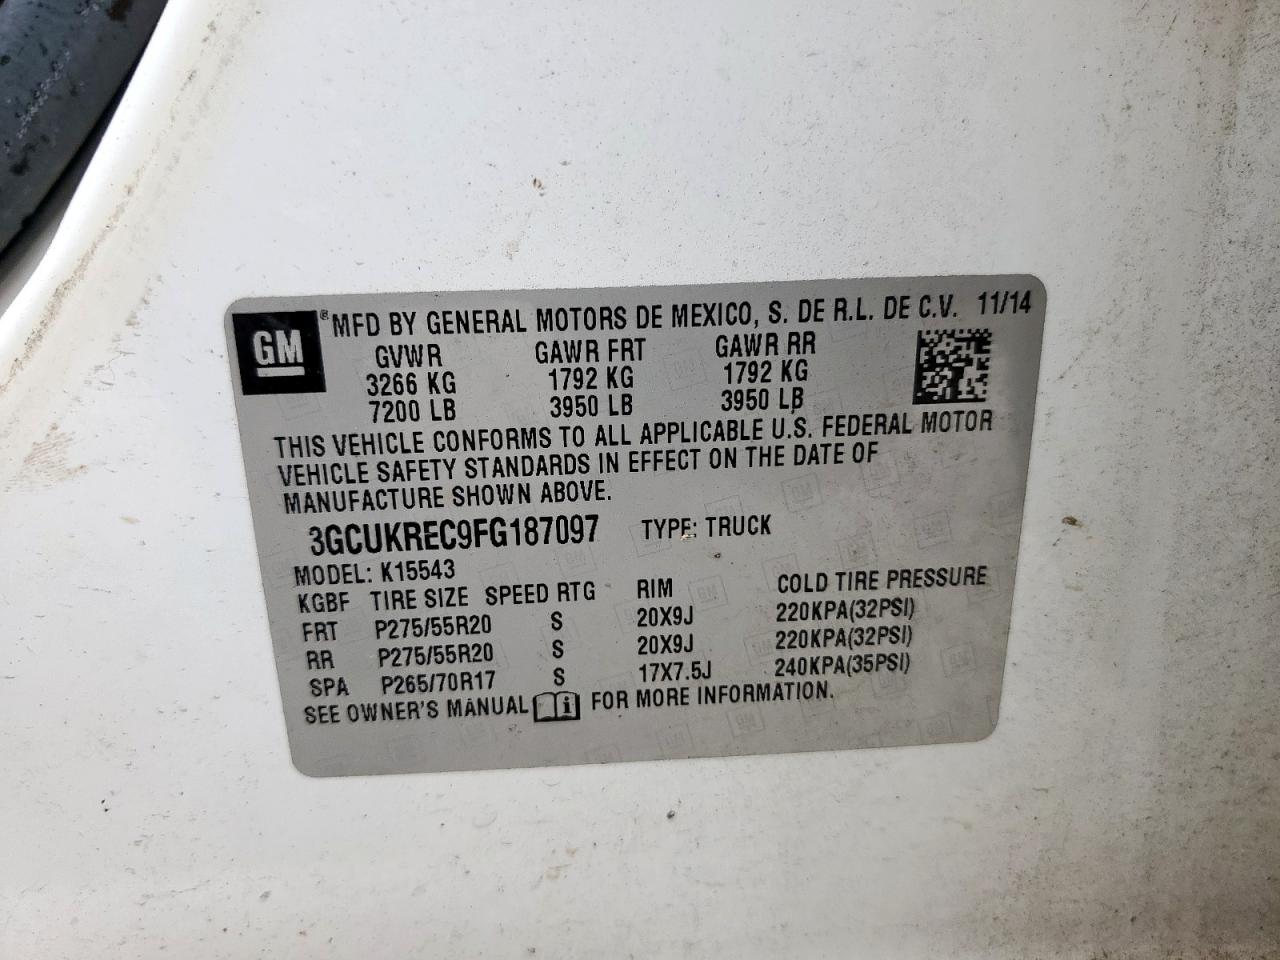 GM ® MFD BY GENERAL MOTORS DE MEXICO, S. DE R.L. DE C.V. 11/14
GVWR GAWR FRT GAWR RR
3266 KG 1792 KG 1792 KG
7200 LB 3950 LB 3950 LB
THIS VEHICLE CONFORMS TO ALL APPLICABLE U.S. FEDERAL MOTOR
VEHICLE SAFETY STANDARDS IN EFFECT ON THE DATE OF
MANUFACTURE SHOWN ABOVE.
3GCUKREC9FG187097 TYPE: TRUCK
MODEL: K15543
KGBF TIRE SIZE SPEED RTG RIM COLD TIRE PRESSURE
FRT P275/55R20 S 20X9J 220KPA(32PSI)
RR P275/55R20 S 20X9J 220KPA(32PSI)
SPA P265/70R17 S 17X7.5J 240KPA(35PSI)
SEE OWNER'S MANUAL i FOR MORE INFORMATION.